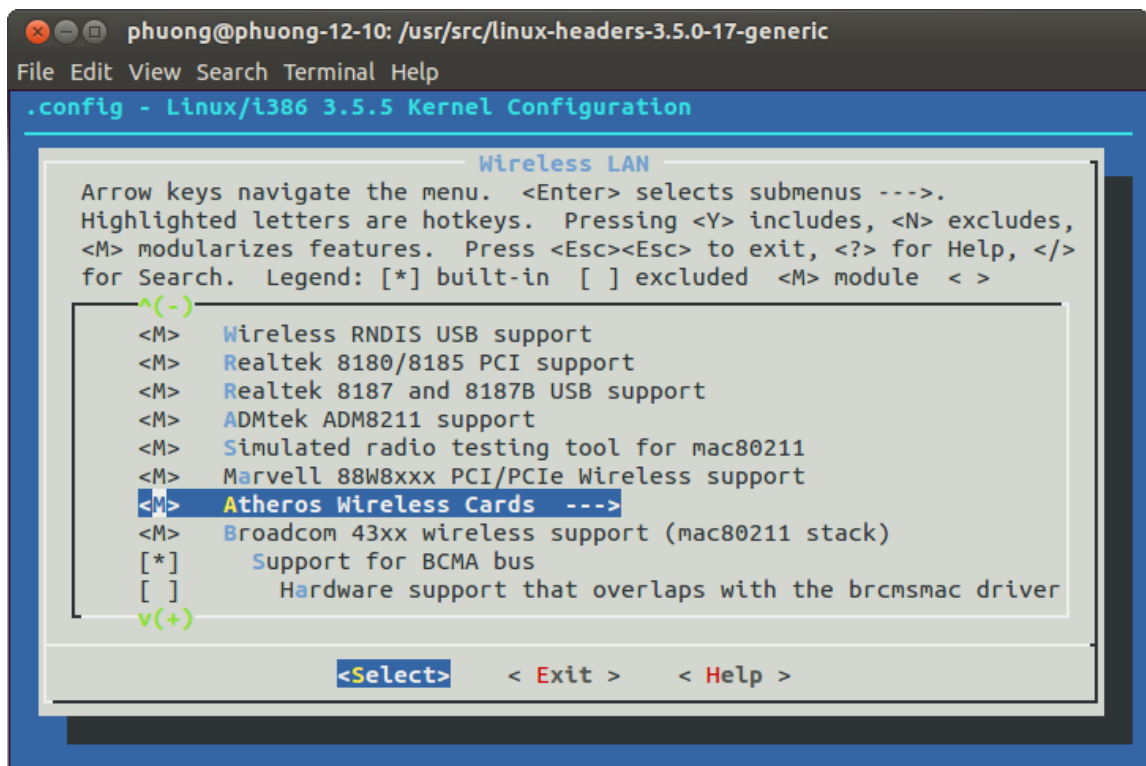 phuong@phuong-12-10: /usr/src/linux-headers-3.5.0-17-generic
File Edit View Search Terminal Help
.config - Linux/i386 3.5.5 Kernel Configuration
Wireless LAN
Arrow keys navigate the menu.  <Enter> selects submenus --->.
Highlighted letters are hotkeys.  Pressing <Y> includes, <N> excludes,
<M> modularizes features.  Press <Esc><Esc> to exit, <?> for Help, </>
for Search.  Legend: [*] built-in  [ ] excluded  <M> module  < >
^(-)
<M>   Wireless RNDIS USB support
<M>   Realtek 8180/8185 PCI support
<M>   Realtek 8187 and 8187B USB support
<M>   ADMtek ADM8211 support
<M>   Simulated radio testing tool for mac80211
<M>   Marvell 88W8xxx PCI/PCIe Wireless support
<M>   Atheros Wireless Cards  --->
<M>   Broadcom 43xx wireless support (mac80211 stack)
[*]     Support for BCMA bus
[ ]       Hardware support that overlaps with the brcmsmac driver
v(+)
<Select>    < Exit >    < Help >